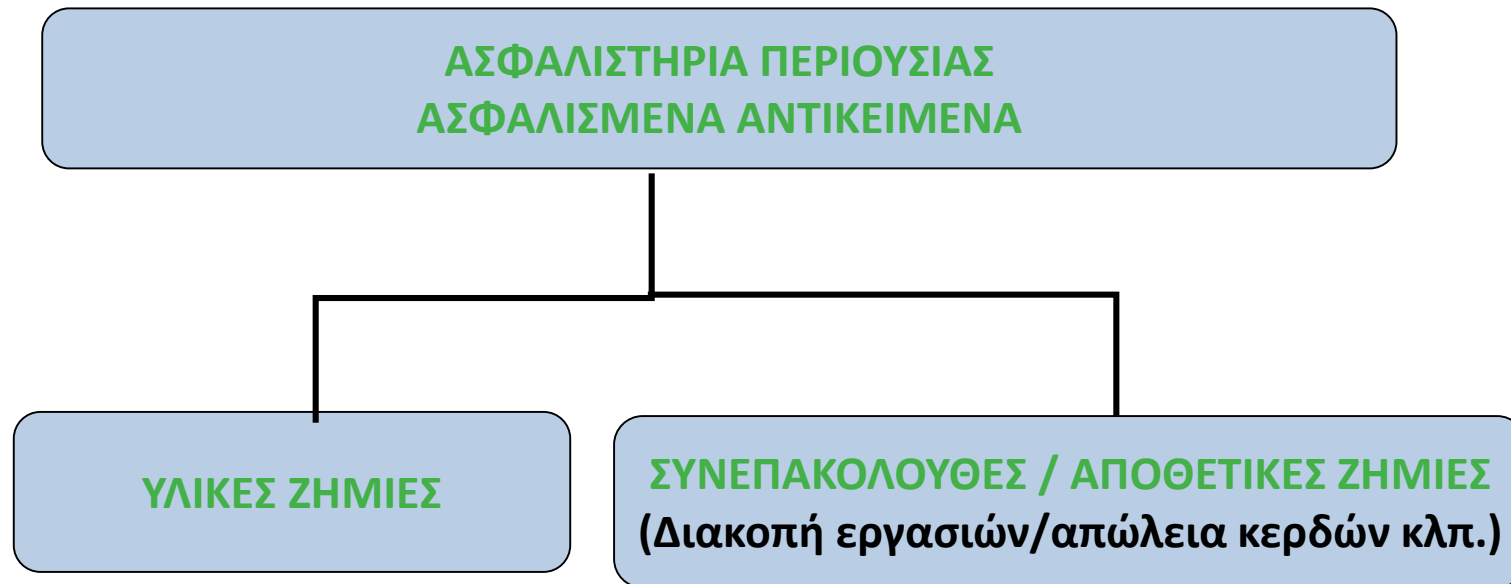 ΑΣΦΑΛΙΣΤΗΡΙΑ ΠΕΡΙΟΥΣΙΑΣ
ΑΣΦΑΛΙΣΜΕΝΑ ΑΝΤΙΚΕΙΜΕΝΑ
ΥΛΙΚΕΣ ΖΗΜΙΕΣ
ΣΥΝΕΠΑΚΟΛΟΥΘΕΣ / ΑΠΟΘΕΤΙΚΕΣ ΖΗΜΙΕΣ
(Διακοπή εργασιών/απώλεια κερδών κλπ.)